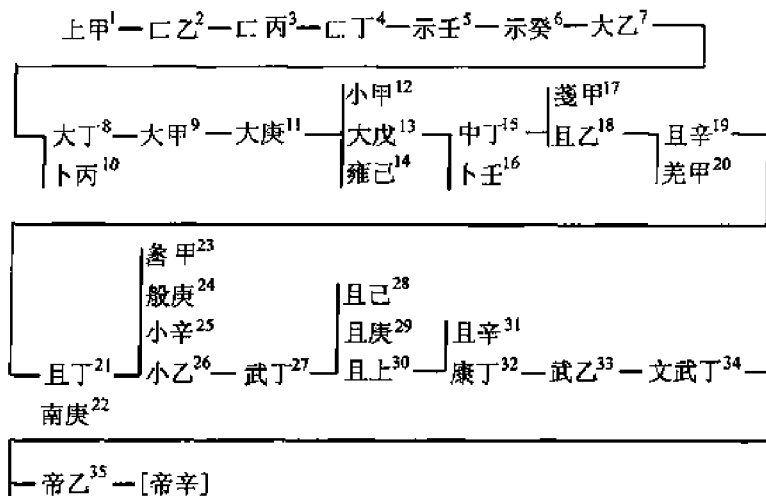 上甲¹—匚乙²—匚丙³—匚丁⁴—示壬⁵—示癸⁶—大乙⁷
小甲¹² 戔甲¹⁷
大丁⁸—大甲⁹—大庚¹¹—大戊¹³—中丁¹⁵—且乙¹⁸ 且辛¹⁹
卜丙¹⁰ 雍己¹⁴ 卜壬¹⁶ 羌甲²⁰
甲²³
般庚²⁴ 且己²⁸
小辛²⁵ 且庚²⁹ 且辛³¹
且丁²¹—小乙²⁶—武丁²⁷—且上³⁰—康丁³²—武乙³³—文武丁³⁴
南庚²²
帝乙³⁵—[帝辛]